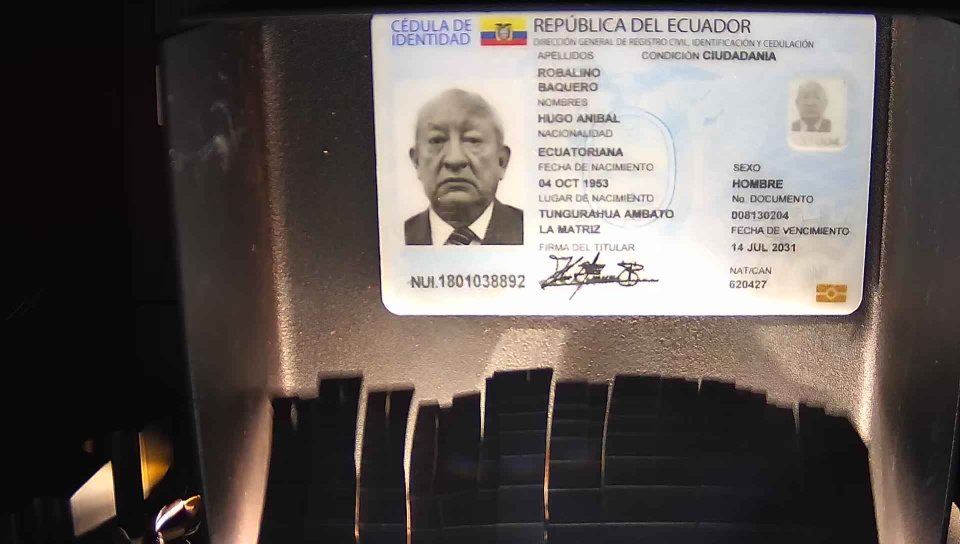 CÉDULA DE
IDENTIDAD
REPÚBLICA DEL ECUADOR
DIRECCIÓN GENERAL DE REGISTRO CIVIL, IDENTIFICACIÓN Y CEDULACIÓN
APELLIDOS CONDICIÓN CIUDADANIA
ROBALINO
BAQUERO
NOMBRES
HUGO ANIBAL
NACIONALIDAD
ECUATORIANA
FECHA DE NACIMIENTO SEXO
04 OCT 1953 HOMBRE
LUGAR DE NACIMIENTO No. DOCUMENTO
TUNGURAHUA AMBATO 008130204
LA MATRIZ FECHA DE VENCIMIENTO
FIRMA DEL TITULAR 14 JUL 2031
NAT/CAN
NUI.1801038892 620427